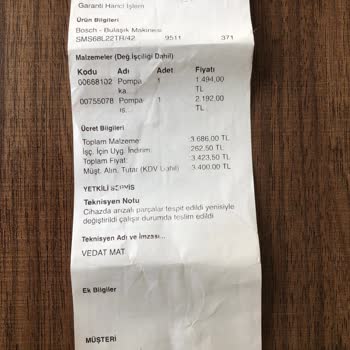 Garanti Harici İşlem
Ürün Bilgileri
Bosch - Bulaşık Makinesi
SMS68L22TR/42 9511 371
Malzemeler (Değ.İşçiliği Dahil)
Kodu Adı Adet Fiyatı
00668102 Pompa 1 1.494,00
ka. TL
00755078 Pompa 1 2.192,00
ıs. TL
Ücret Bilgileri
Toplam Malzeme: 3.686,00 TL
İşç. İçin Uyg. İndirim: 262,50 TL
Toplam Fiyat: 3.423,50 TL
Müşt. Alın. Tutar (KDV Dahil) 3.400,00 TL
YETKİLİ SERVİS
Teknisyen Notu
Cihazda arızalı parçalar tespit edildi yenisiyle
değiştirildi çalışır durumda teslim edildi
Teknisyen Adı ve İmzası...
VEDAT MAT
Ek Bilgiler
MÜŞTERİ